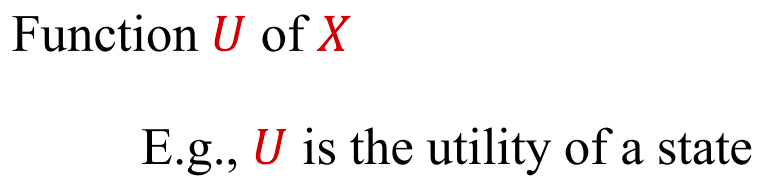 Function U of X
E.g., U is the utility of a state